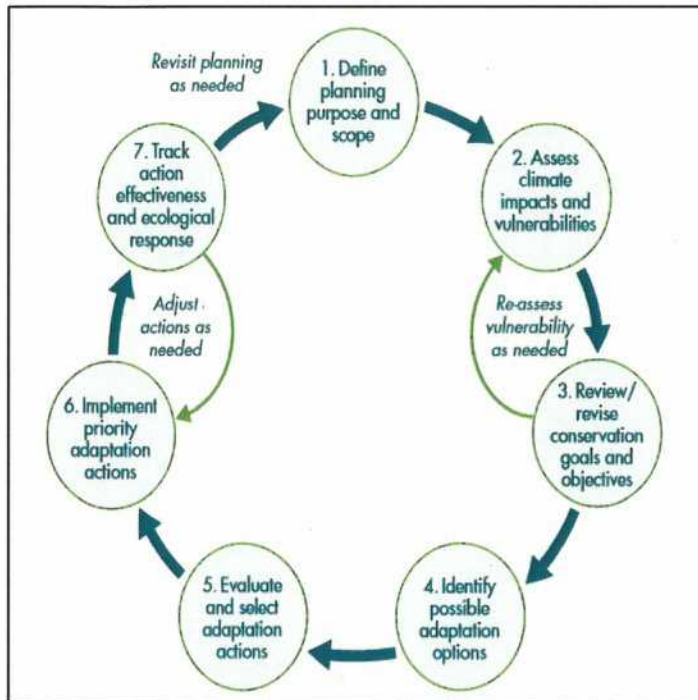 Revisit planning
as needed
1. Define
planning
purpose and
scope
2. Assess
climate
impacts and
vulnerabilities
Re-assess
vulnerability
as needed
3. Review/
revise
conservation
goals and
objectives
4. Identify
possible
adaptation
options
5. Evaluate
and select
adaptation
actions
6. Implement
priority
adaptation
actions
7. Track
action
effectiveness
and ecological
response
Adjust
actions as
needed